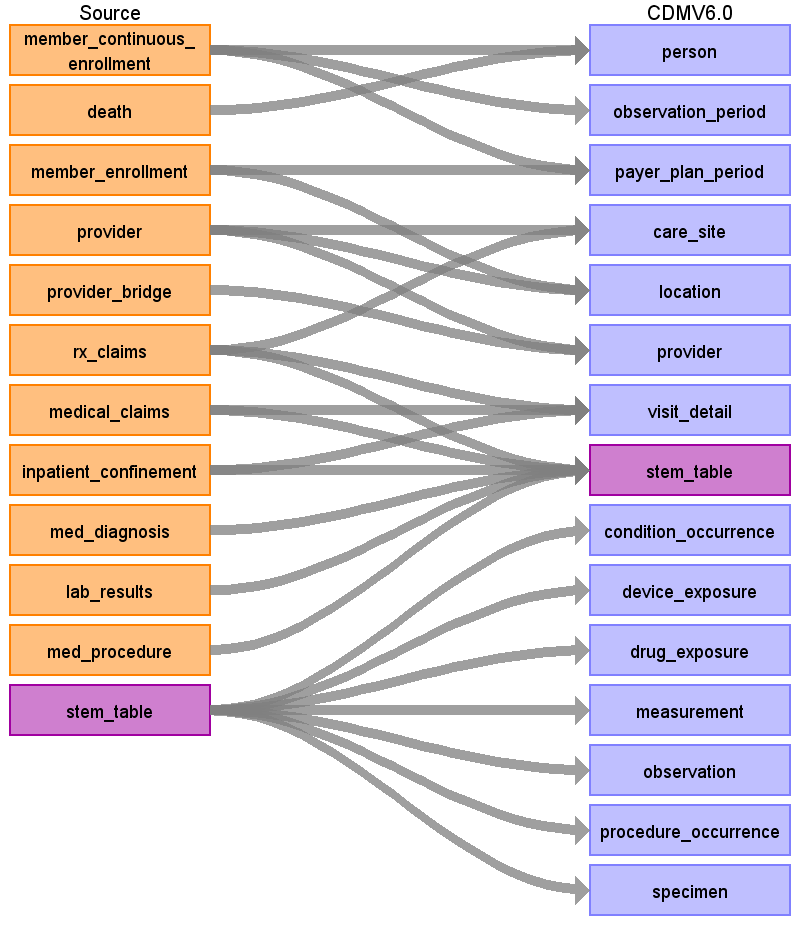 Source
CDMV6.0
member_continuous_
enrollment
person
death
observation_period
member_enrollment
payer_plan_period
provider
care_site
provider_bridge
location
rx_claims
provider
medical_claims
visit_detail
inpatient_confinement
stem_table
med_diagnosis
condition_occurrence
lab_results
device_exposure
med_procedure
drug_exposure
stem_table
measurement
observation
procedure_occurrence
specimen